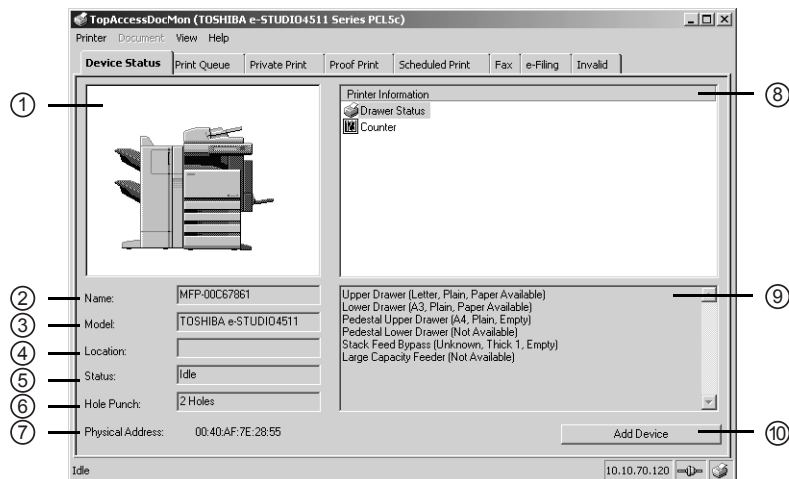 TopAccessDocMon (TOSHIBA e-STUDIO4511 Series PCL5c)
Printer Document View Help
Device Status Print Queue Private Print Proof Print Scheduled Print Fax e-Filing Invalid
1
Printer Information
8
Drawer Status
Counter
2
Name:
MFP-00C67861
3
Model:
TOSHIBA e-STUDIO4511
4
Location:
5
Status:
Idle
6
Hole Punch:
2 Holes
7
Physical Address:
00:40:AF:7E:28:55
Upper Drawer (Letter, Plain, Paper Available)
9
Lower Drawer (A3, Plain, Paper Available)
Pedestal Upper Drawer (A4, Plain, Empty)
Pedestal Lower Drawer (Not Available)
Stack Feed Bypass (Unknown, Thick 1, Empty)
Large Capacity Feeder (Not Available)
Add Device
10
Idle
10.10.70.120